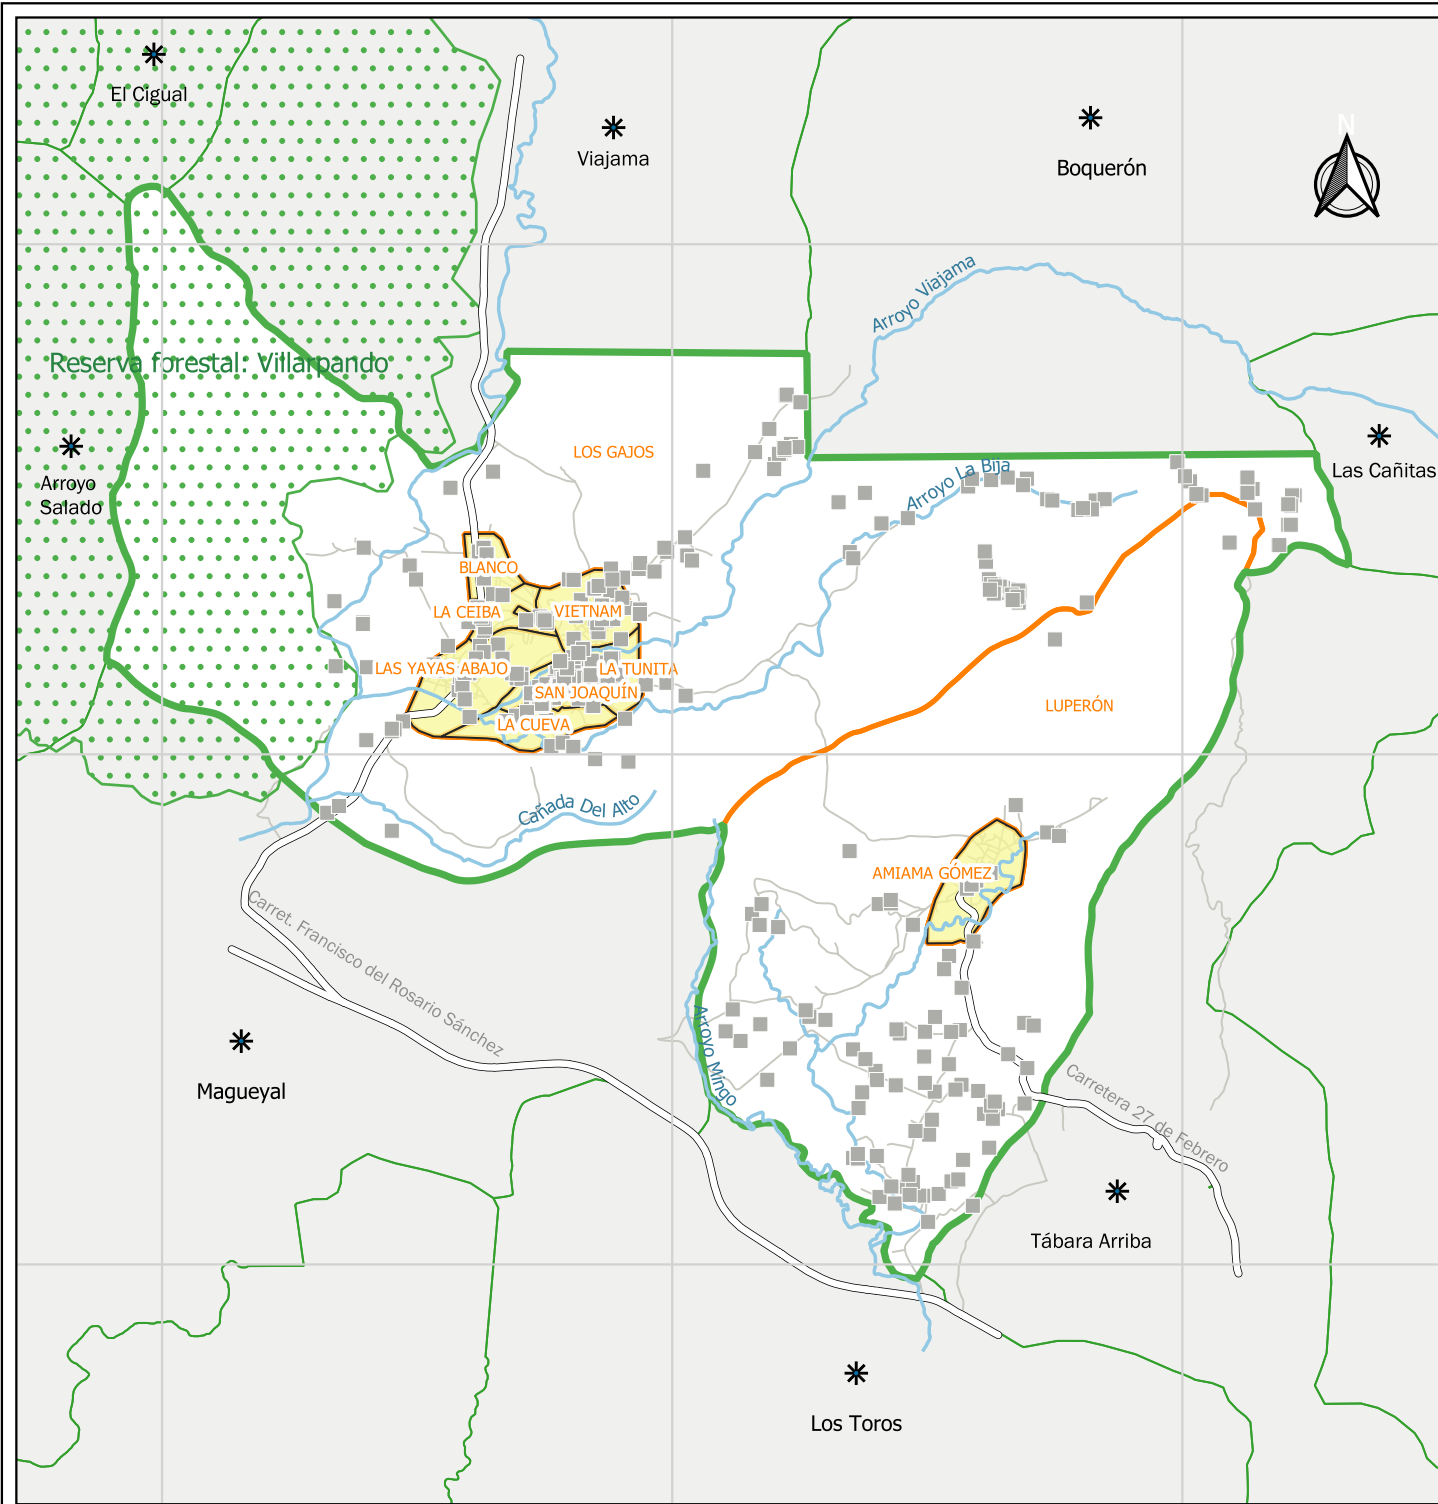 El Cigual
Viajama
Boquerón
N
Arroyo Viajama
Reserva forestal: Villarpando
LOS GAJOS
Arroyo La Bija
Las Cañitas
Arroyo
Salado
BLANCO
LA CEIBA
VIETNAM
LAS YAYAS ABAJO
LA TUNITA
SAN JOAQUÍN
LA CUEVA
LUPERÓN
Cañada Del Alto
AMIAMA GÓMEZ
Carret. Francisco del Rosario Sánchez
Arroyo Mingo
Magueyal
Carretera 27 de Febrero
Tábara Arriba
Los Toros